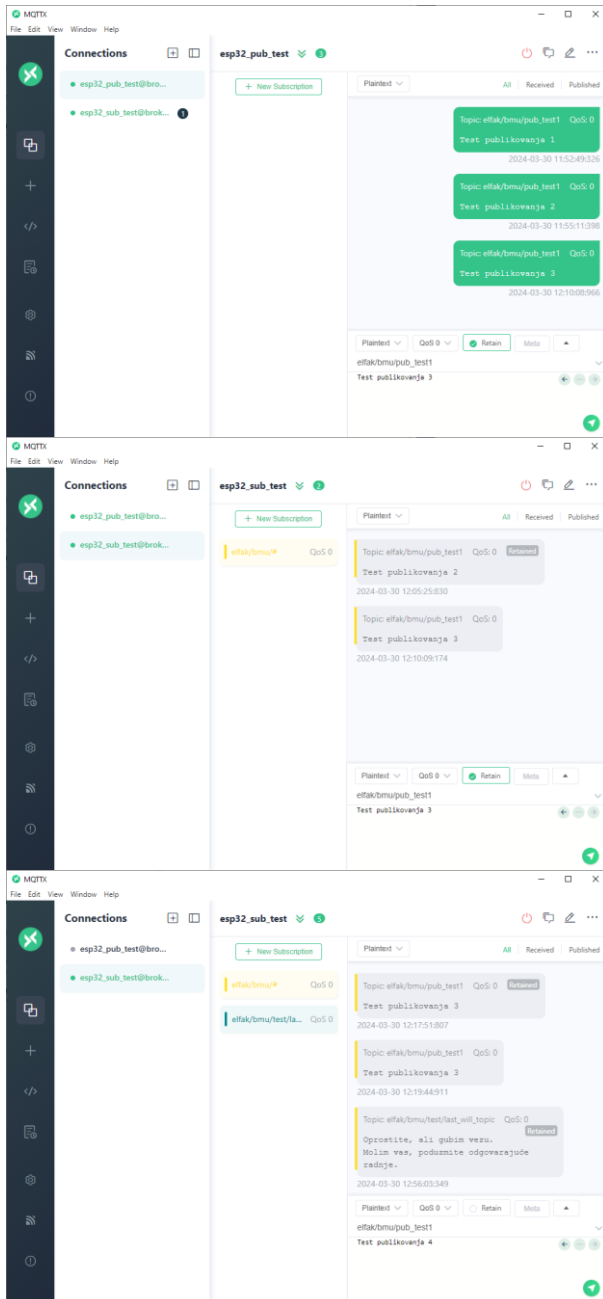 MQTTX
File Edit View Window Help
Connections
esp32_pub_test 3
esp32_pub_test@bro...
esp32_sub_test@brok... 1
+ New Subscription
Plaintext
All Received Published
Topic: elfak/bmu/pub_test1 QoS: 0
Test publikovanja 1
2024-03-30 11:52:49:326
Topic: elfak/bmu/pub_test1 QoS: 0
Test publikovanja 2
2024-03-30 11:55:11:398
Topic: elfak/bmu/pub_test1 QoS: 0
Test publikovanja 3
2024-03-30 12:10:08:966
Plaintext QoS 0 Retain Meta
elfak/bmu/pub_test1
Test publikovanja 3
MQTTX
File Edit View Window Help
Connections
esp32_sub_test 2
esp32_pub_test@bro...
esp32_sub_test@brok...
+ New Subscription
elfak/bmu/# QoS 0
Plaintext
All Received Published
Topic: elfak/bmu/pub_test1 QoS: 0 Retained
Test publikovanja 2
2024-03-30 12:05:25:830
Topic: elfak/bmu/pub_test1 QoS: 0
Test publikovanja 3
2024-03-30 12:10:09:174
Plaintext QoS 0 Retain Meta
elfak/bmu/pub_test1
Test publikovanja 3
MQTTX
File Edit View Window Help
Connections
esp32_sub_test 5
esp32_pub_test@bro...
esp32_sub_test@brok...
+ New Subscription
elfak/bmu/# QoS 0
elfak/bmu/test/la... QoS 0
Plaintext
All Received Published
Topic: elfak/bmu/pub_test1 QoS: 0 Retained
Test publikovanja 3
2024-03-30 12:17:51:807
Topic: elfak/bmu/pub_test1 QoS: 0
Test publikovanja 3
2024-03-30 12:19:44:911
Topic: elfak/bmu/test/last_will_topic QoS: 0
Retained
Oprostite, ali gubim vezu.
Molim vas, poduzmite odgovarajuće
radnje.
2024-03-30 12:56:03:349
Plaintext QoS 0 Retain Meta
elfak/bmu/pub_test1
Test publikovanja 4